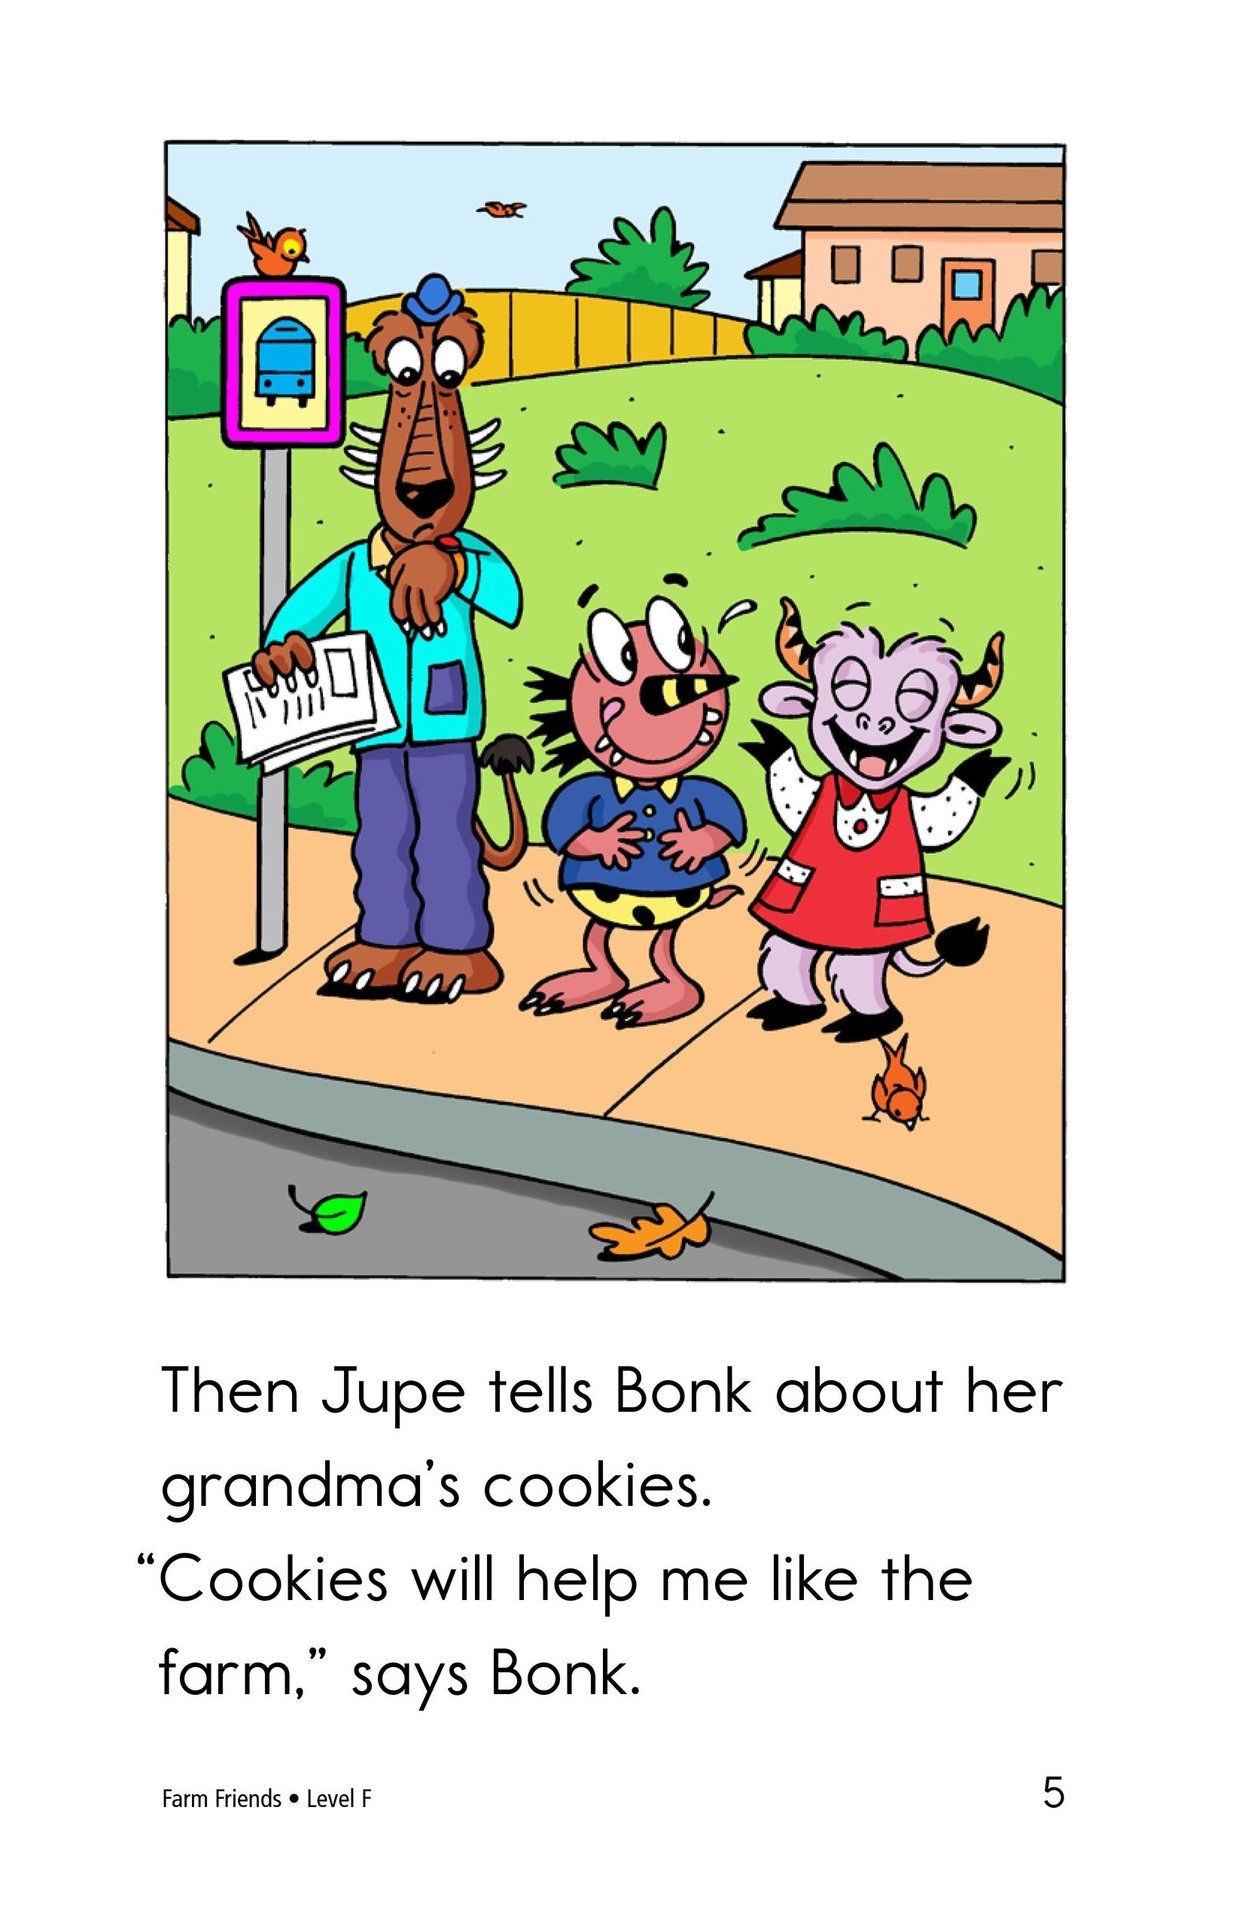 Then Jupe tells Bonk about her
grandma’s cookies.
“Cookies will help me like the
farm,” says Bonk.
Farm Friends • Level F
5